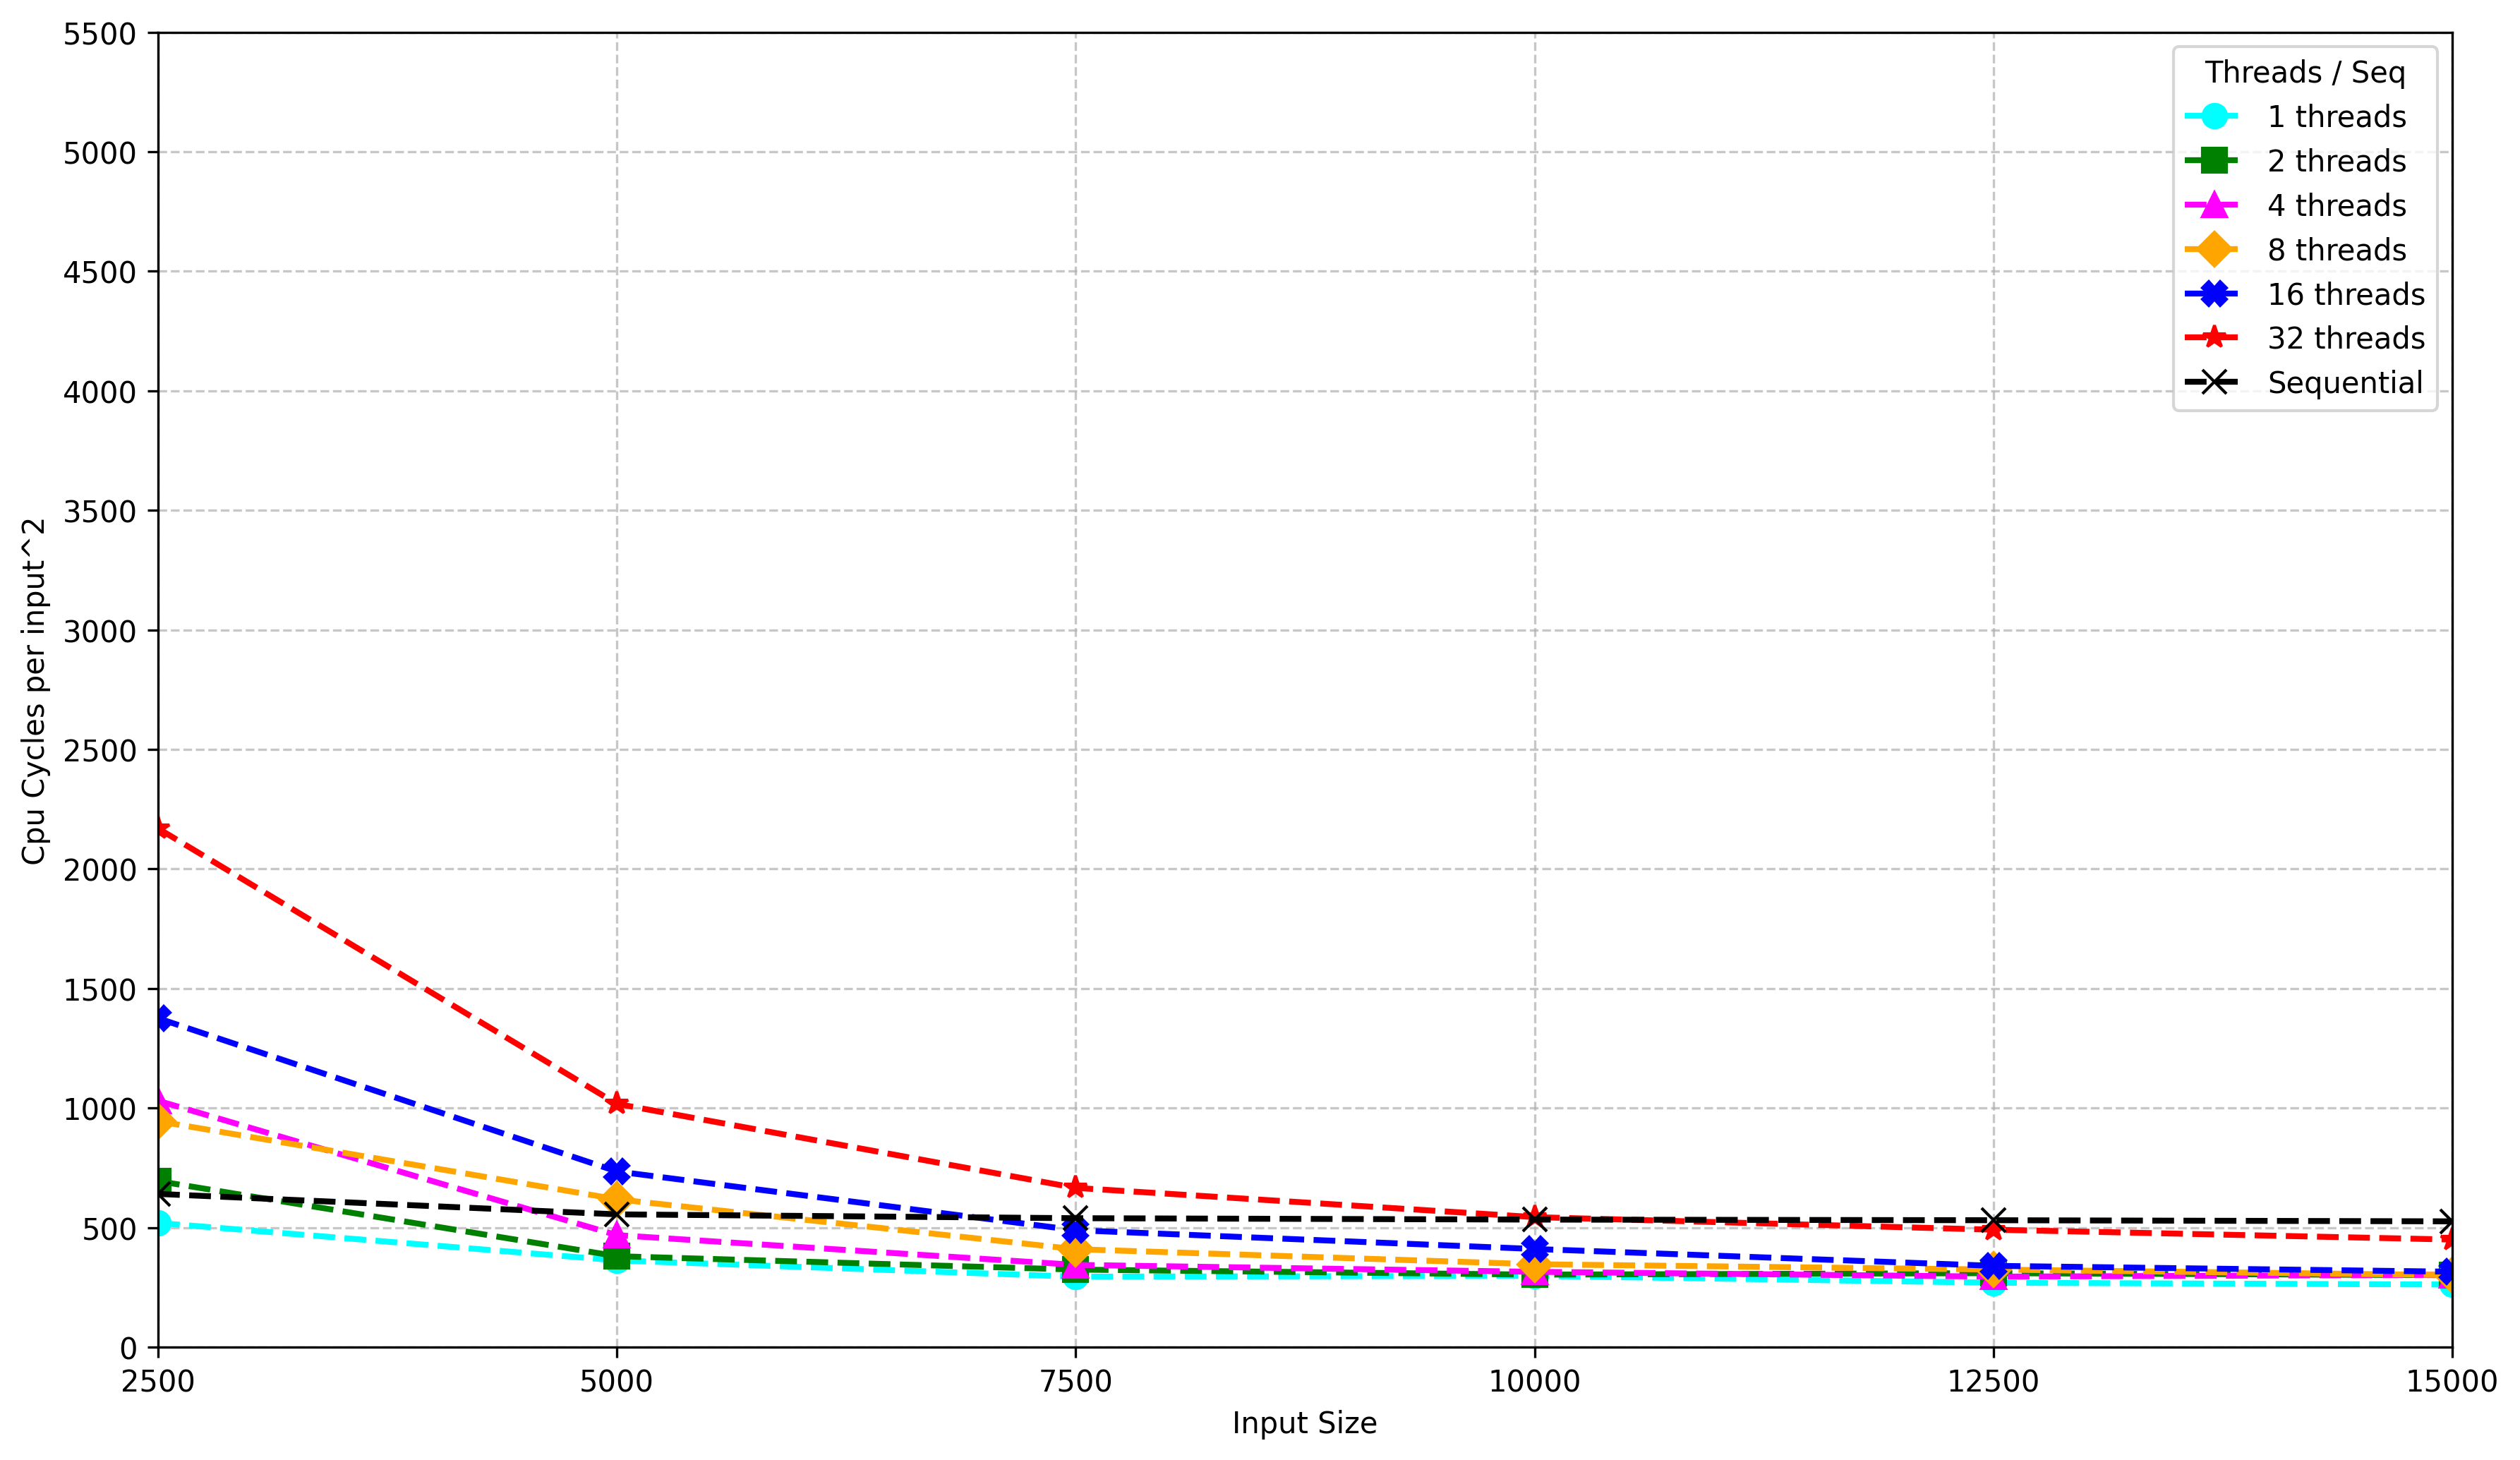 5500
5000
4500
4000
3500
3000
2500
2000
1500
1000
500
0
Cpu Cycles per input^2
2500 5000 7500 10000 12500 15000
Input Size
Threads / Seq
1 threads
2 threads
4 threads
8 threads
16 threads
32 threads
Sequential